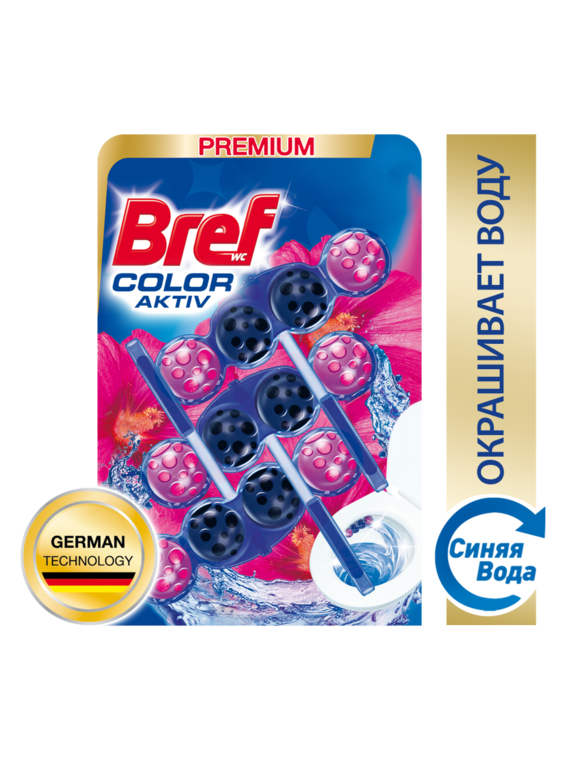 PREMIUM
Bref
WC
COLOR
AKTIV
GERMAN
TECHNOLOGY
ОКРАШИВАЕТ ВОДУ
Синяя
Вода